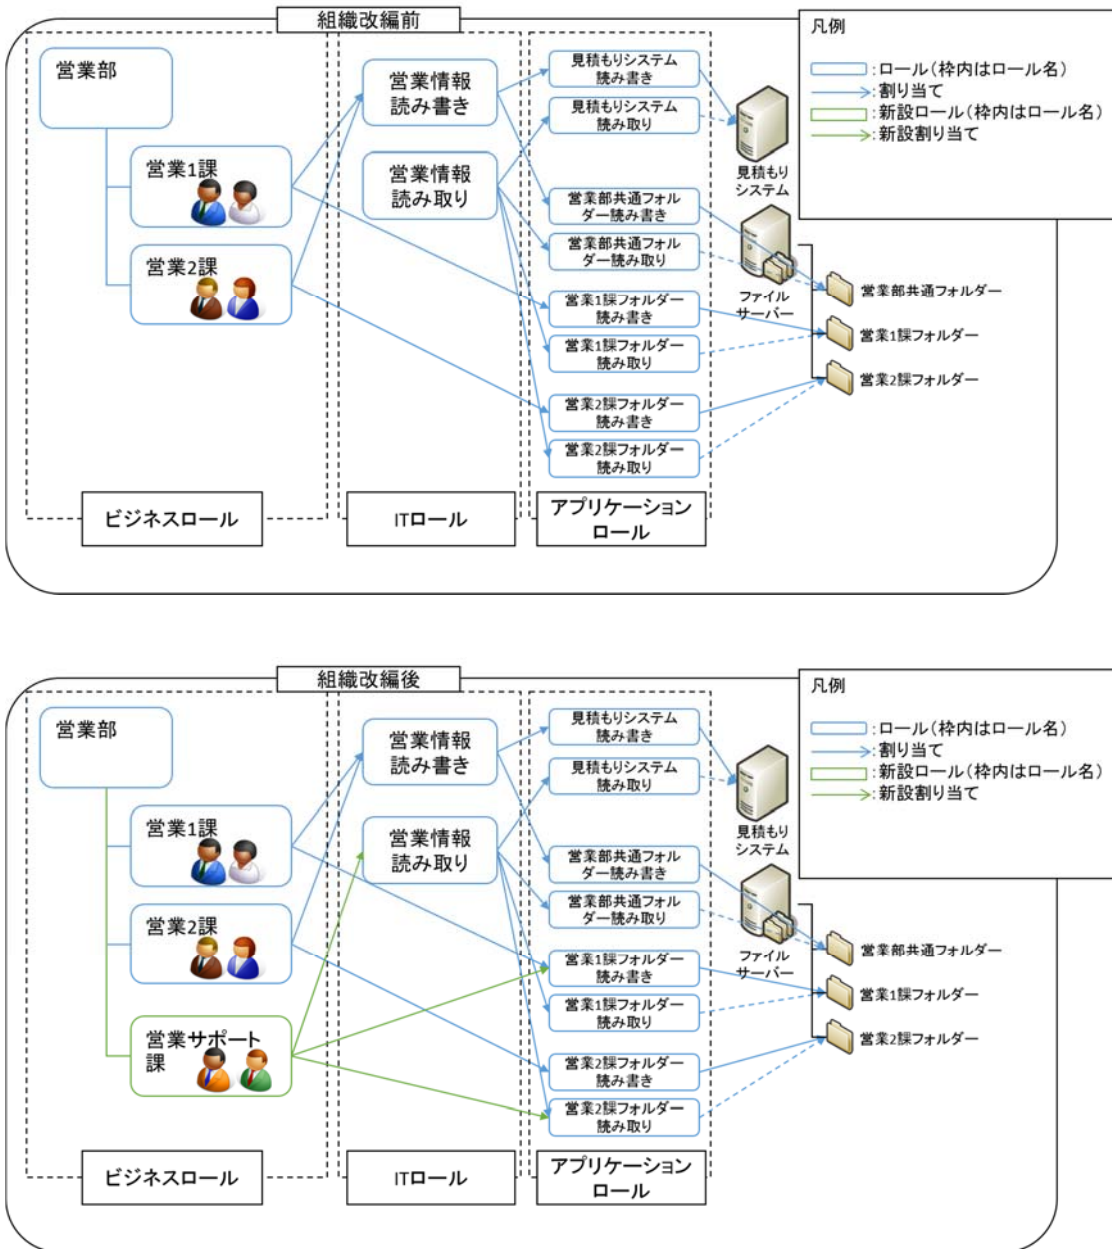 組織改編前
営業部
営業1課
営業2課
ビジネスロール
営業情報
読み書き
営業情報
読み取り
ITロール
見積もりシステム
読み書き
見積もりシステム
読み取り
営業部共通フォル
ダー読み書き
営業部共通フォル
ダー読み取り
営業1課フォルダー
読み書き
営業1課フォルダー
読み取り
営業2課フォルダー
読み書き
営業2課フォルダー
読み取り
アプリケーション
ロール
見積もり
システム
ファイル
サーバー
営業部共通フォルダー
営業1課フォルダー
営業2課フォルダー
凡例
:ロール(枠内はロール名)
:割り当て
:新設ロール(枠内はロール名)
:新設割り当て
組織改編後
営業部
営業1課
営業2課
営業サポート
課
ビジネスロール
営業情報
読み書き
営業情報
読み取り
ITロール
見積もりシステム
読み書き
見積もりシステム
読み取り
営業部共通フォル
ダー読み書き
営業部共通フォル
ダー読み取り
営業1課フォルダー
読み書き
営業1課フォルダー
読み取り
営業2課フォルダー
読み書き
営業2課フォルダー
読み取り
アプリケーション
ロール
見積もり
システム
ファイル
サーバー
営業部共通フォルダー
営業1課フォルダー
営業2課フォルダー
凡例
:ロール(枠内はロール名)
:割り当て
:新設ロール(枠内はロール名)
:新設割り当て